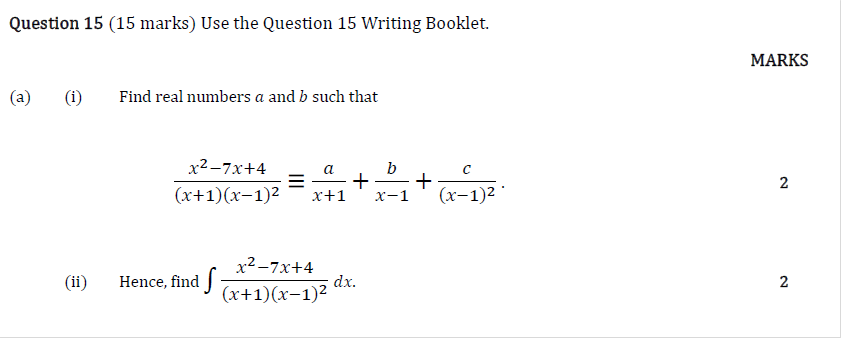 Question 15 (15 marks) Use the Question 15 Writing Booklet.
MARKS
(a) (i) Find real numbers a and b such that
x²−7x+4 / (x+1)(x−1)² ≡ a / x+1 + b / x−1 + c / (x−1)² . 2
(ii) Hence, find ∫ x²−7x+4 / (x+1)(x−1)² dx. 2